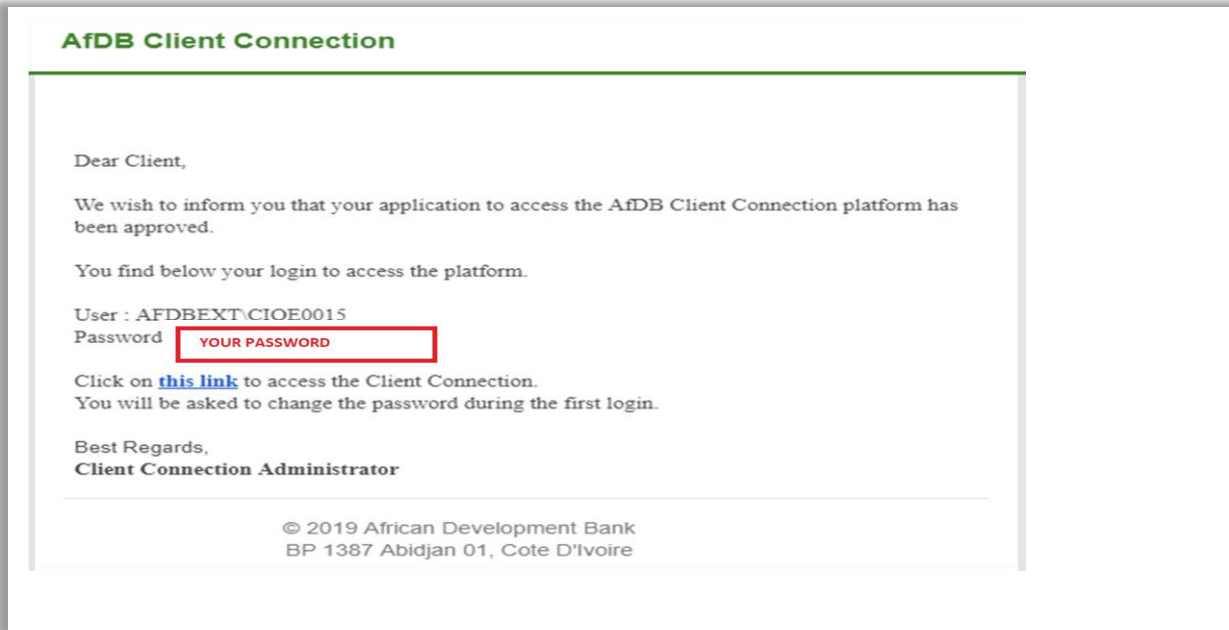 AfDB Client Connection
Dear Client,
We wish to inform you that your application to access the AfDB Client Connection platform has
been approved.
You find below your login to access the platform.
User : AFDBEXT\CIOE0015
Password YOUR PASSWORD
Click on this link to access the Client Connection.
You will be asked to change the password during the first login.
Best Regards,
Client Connection Administrator
© 2019 African Development Bank
BP 1387 Abidjan 01, Cote D'Ivoire